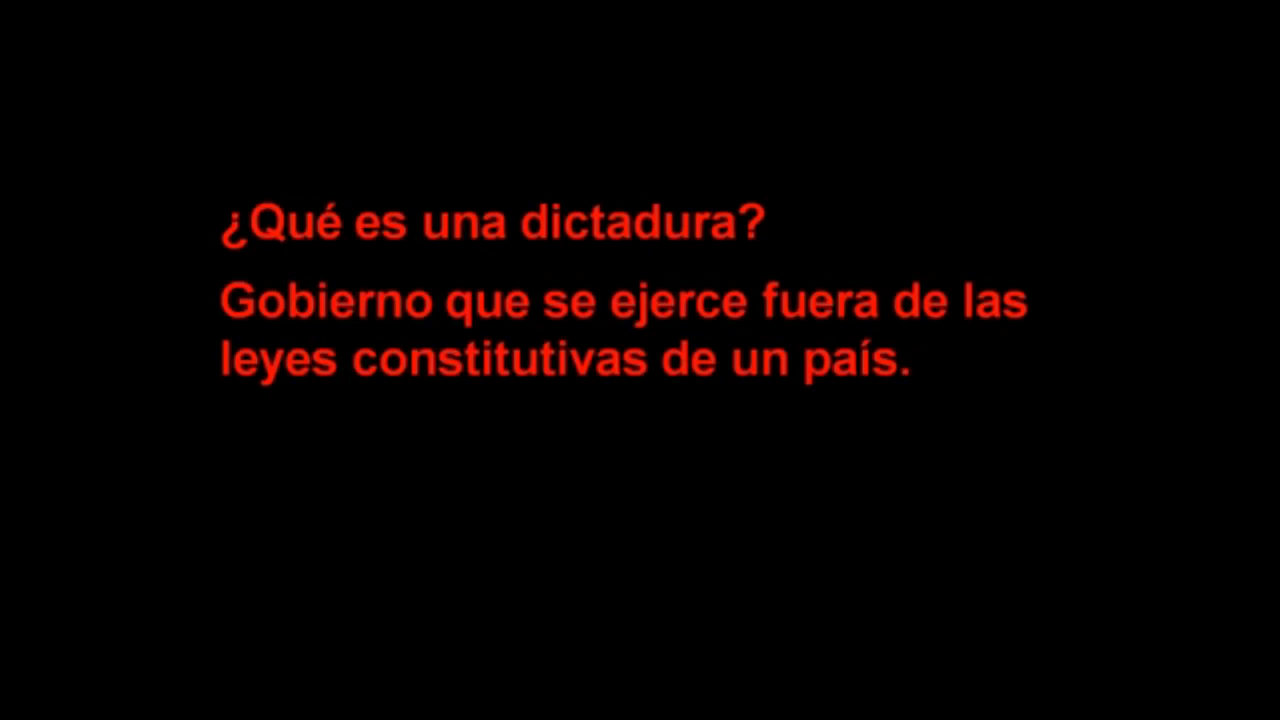 ¿Qué es una dictadura?
Gobierno que se ejerce fuera de las
leyes constitutivas de un país.